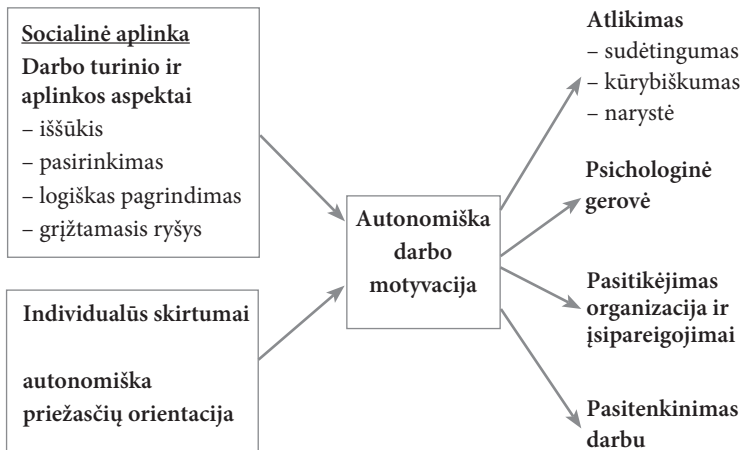 Socialinė aplinka
Darbo turinio ir
aplinkos aspektai
– iššūkis
– pasirinkimas
– logiškas pagrindimas
– grįžtamasis ryšys
Individualūs skirtumai
autonomiška
priežasčių orientacija
Autonomiška
darbo
motyvacija
Atlikimas
– sudėtingumas
– kūrybiškumas
– narystė
Psichologinė
gerovė
Pasitikėjimas
organizacija ir
įsipareigojimai
Pasitenkinimas
darbu